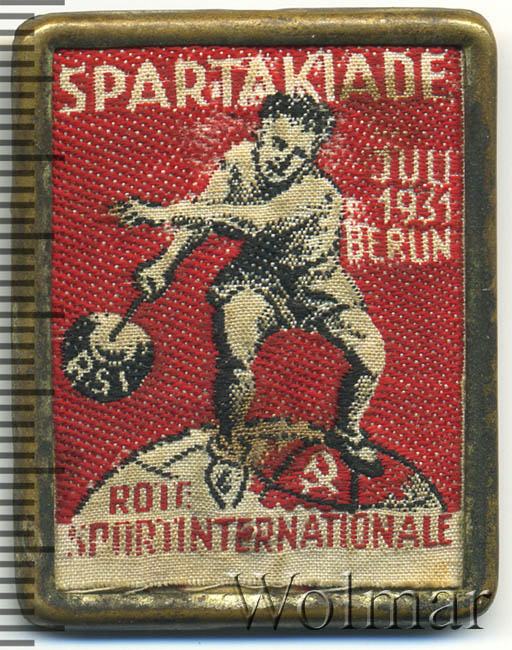 SPARTAKIADE
JULI
1931
BERLIN
RSI
ROTE
SPORTINTERNATIONALE
Wolmar